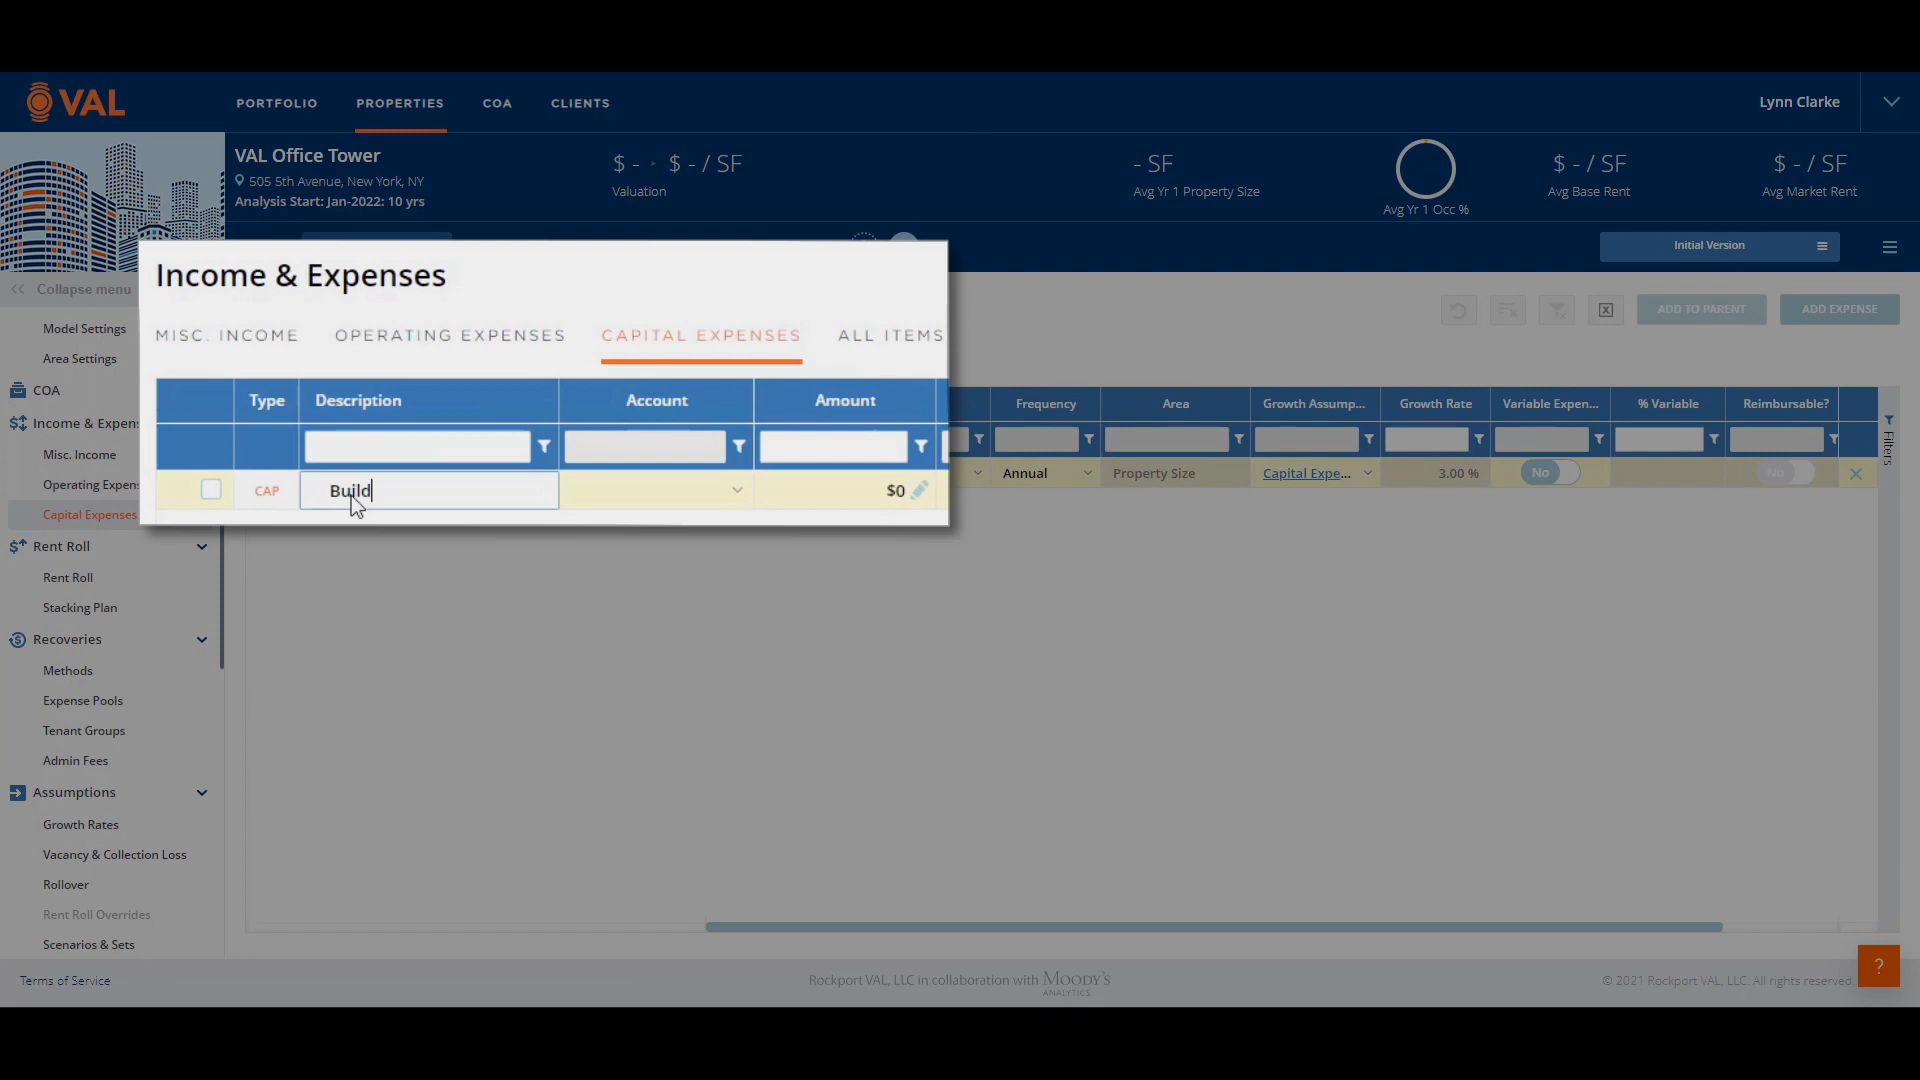 VAL
PORTFOLIO PROPERTIES COA CLIENTS
Lynn Clarke
VAL Office Tower
505 5th Avenue, New York, NY
Analysis Start: Jan-2022: 10 yrs
$ - $ - / SF
Valuation
- SF
Avg Yr 1 Property Size
Avg Yr 1 Occ %
$ - / SF
Avg Base Rent
$ - / SF
Avg Market Rent
Initial Version
Collapse menu
Model Settings
Area Settings
COA
Income & Expen
Misc. Income
Operating Expen
Capital Expenses
Rent Roll
Rent Roll
Stacking Plan
Recoveries
Methods
Expense Pools
Tenant Groups
Admin Fees
Assumptions
Growth Rates
Vacancy & Collection Loss
Rollover
Rent Roll Overrides
Scenarios & Sets
Income & Expenses
MISC. INCOME OPERATING EXPENSES CAPITAL EXPENSES ALL ITEMS
Type Description Account Amount
CAP Build $0
ADD TO PARENT ADD EXPENSE
Frequency Area Growth Assump... Growth Rate Variable Expen... % Variable Reimbursable?
Annual Property Size Capital Expe... 3.00 % No No
Filters
Terms of Service
Rockport VAL, LLC in collaboration with MOODY'S
ANALYTICS
© 2021 Rockport VAL, LLC. All rights reserved.
?